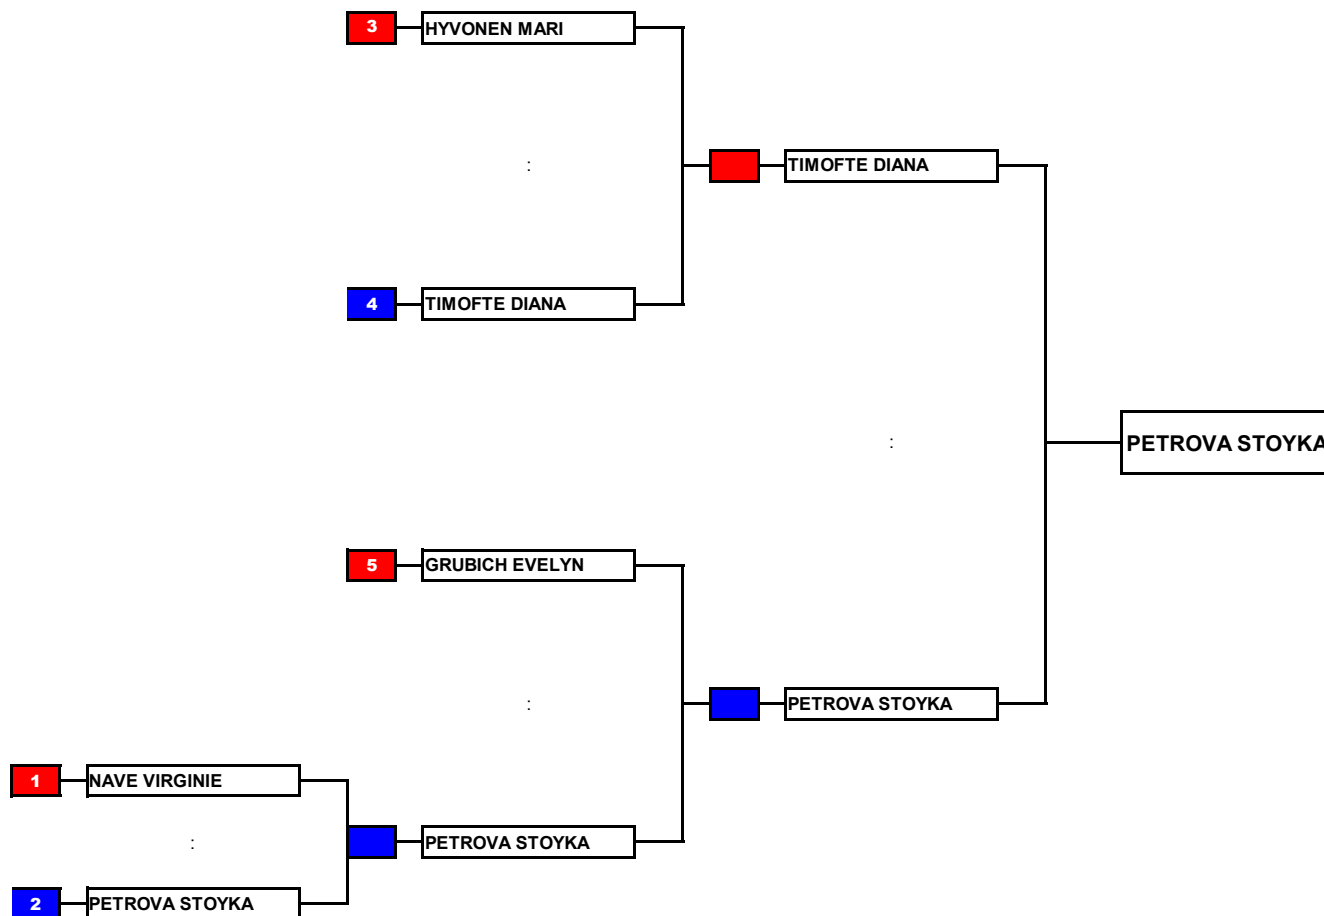 3 HYVONEN MARI
: TIMOFTE DIANA
4 TIMOFTE DIANA
: PETROVA STOYKA
5 GRUBICH EVELYN
: PETROVA STOYKA
1 NAVE VIRGINIE
: PETROVA STOYKA
2 PETROVA STOYKA